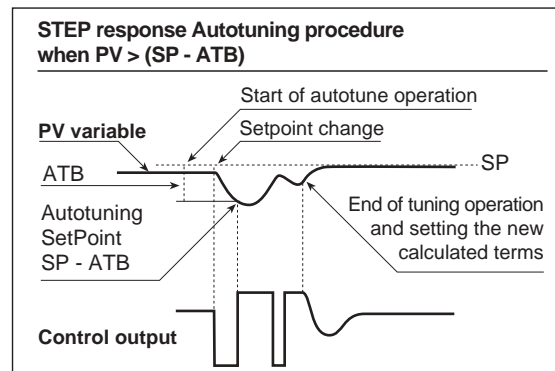 STEP response Autotuning procedure
when PV > (SP - ATB)
Start of autotune operation
PV variable
Setpoint change
SP
ATB
Autotuning
SetPoint
SP - ATB
End of tuning operation
and setting the new
calculated terms
Control output